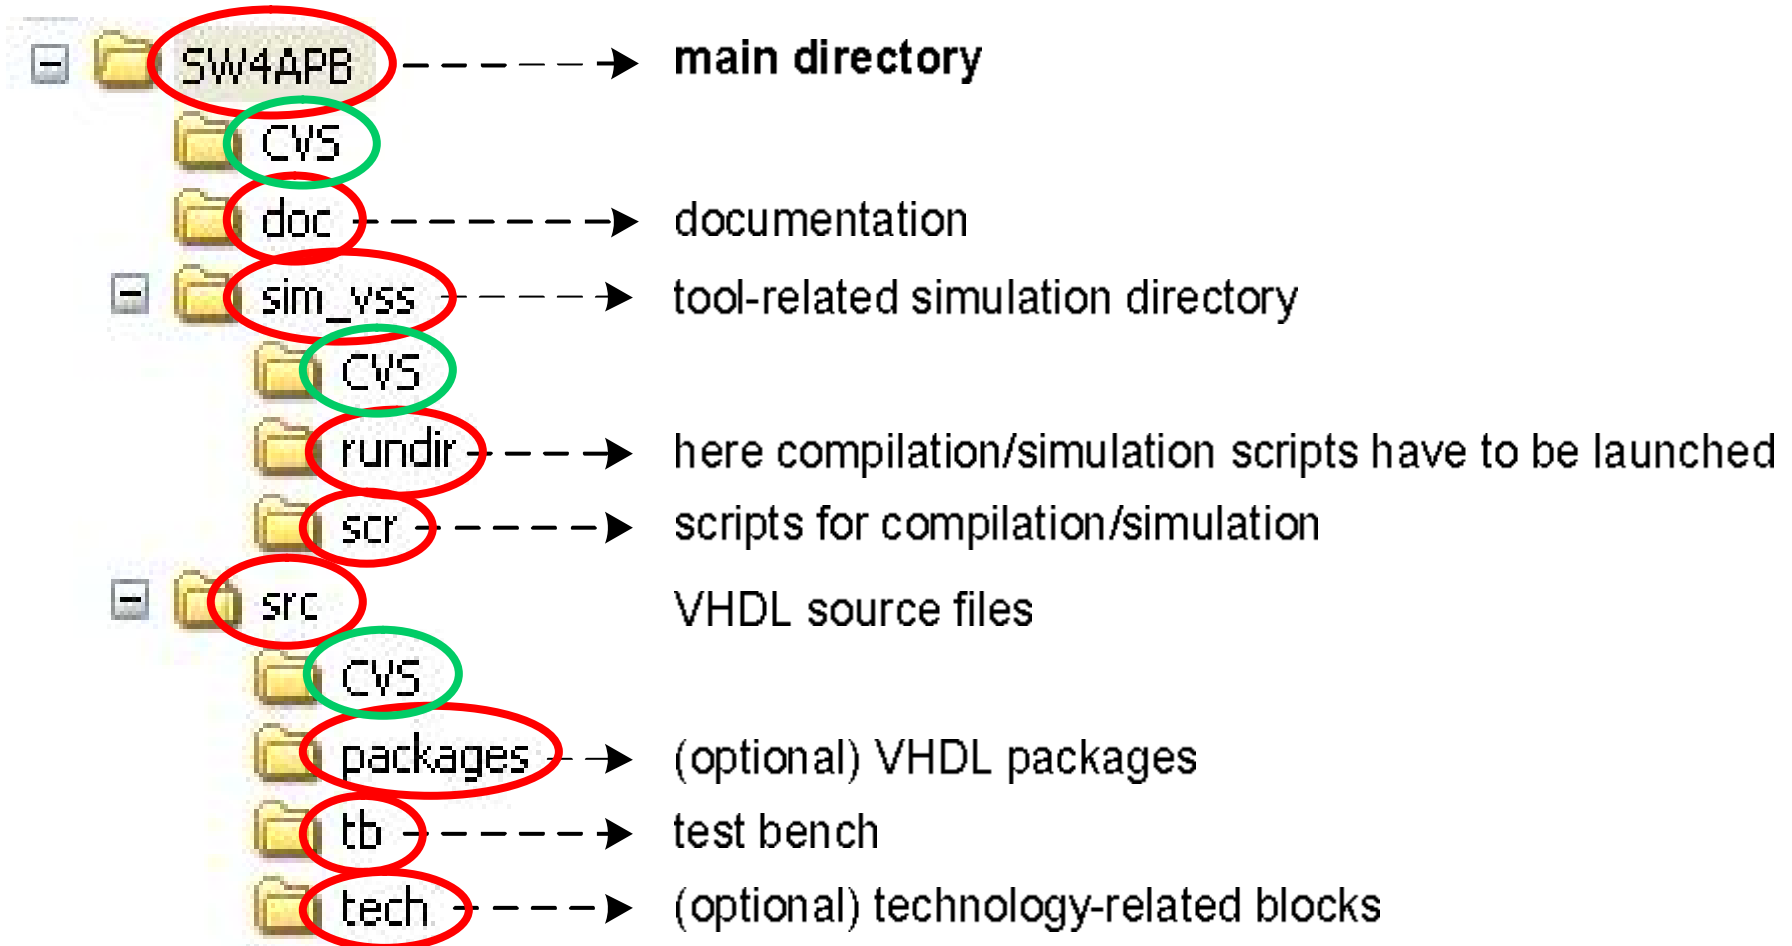 SW4APB main directory
CVS
doc documentation
sim_vss tool-related simulation directory
CVS
rundir here compilation/simulation scripts have to be launched
scr scripts for compilation/simulation
src VHDL source files
CVS
packages (optional) VHDL packages
tb test bench
tech (optional) technology-related blocks